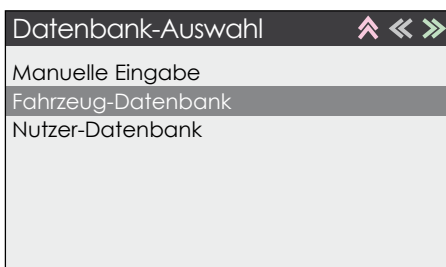 Datenbank-Auswahl
Manuelle Eingabe
Fahrzeug-Datenbank
Nutzer-Datenbank